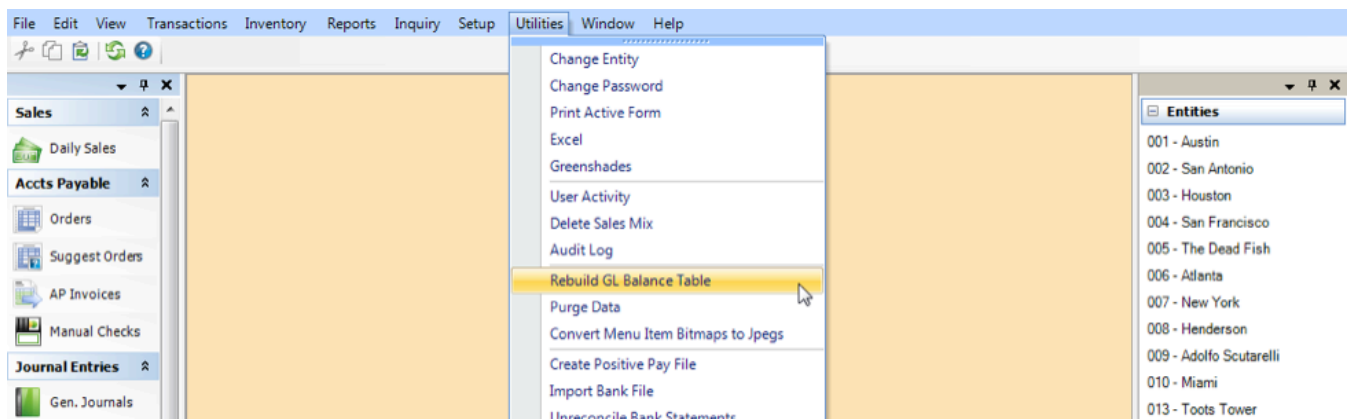 File Edit View Transactions Inventory Reports Inquiry Setup Utilities Window Help
Sales
Daily Sales
Accts Payable
Orders
Suggest Orders
AP Invoices
Manual Checks
Journal Entries
Gen. Journals
Change Entity
Change Password
Print Active Form
Excel
Greenshades
User Activity
Delete Sales Mix
Audit Log
Rebuild GL Balance Table
Purge Data
Convert Menu Item Bitmaps to Jpegs
Create Positive Pay File
Import Bank File
Unreconcile Bank Statements
Entities
001 - Austin
002 - San Antonio
003 - Houston
004 - San Francisco
005 - The Dead Fish
006 - Atlanta
007 - New York
008 - Henderson
009 - Adolfo Scutarelli
010 - Miami
013 - Toots Tower